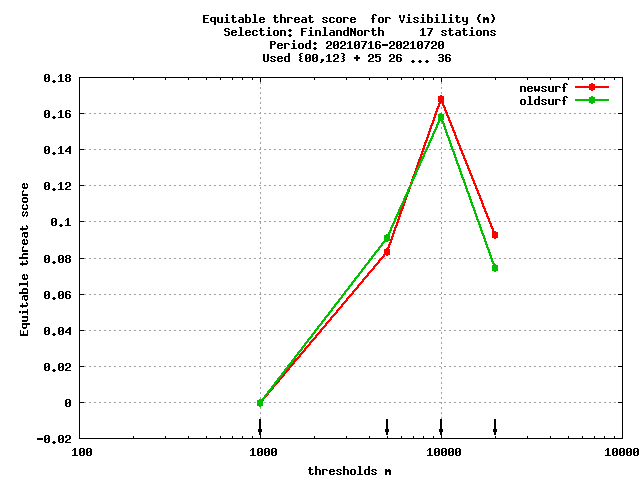 Equitable threat score  for Visibility (m)
Selection: FinlandNorth     17 stations
Period: 20210716-20210720
Used {00,12} + 25 26 ... 36
newsurf
oldsurf
Equitable threat score
0.18
0.16
0.14
0.12
0.1
0.08
0.06
0.04
0.02
0
-0.02
100 1000 10000 100000
thresholds m